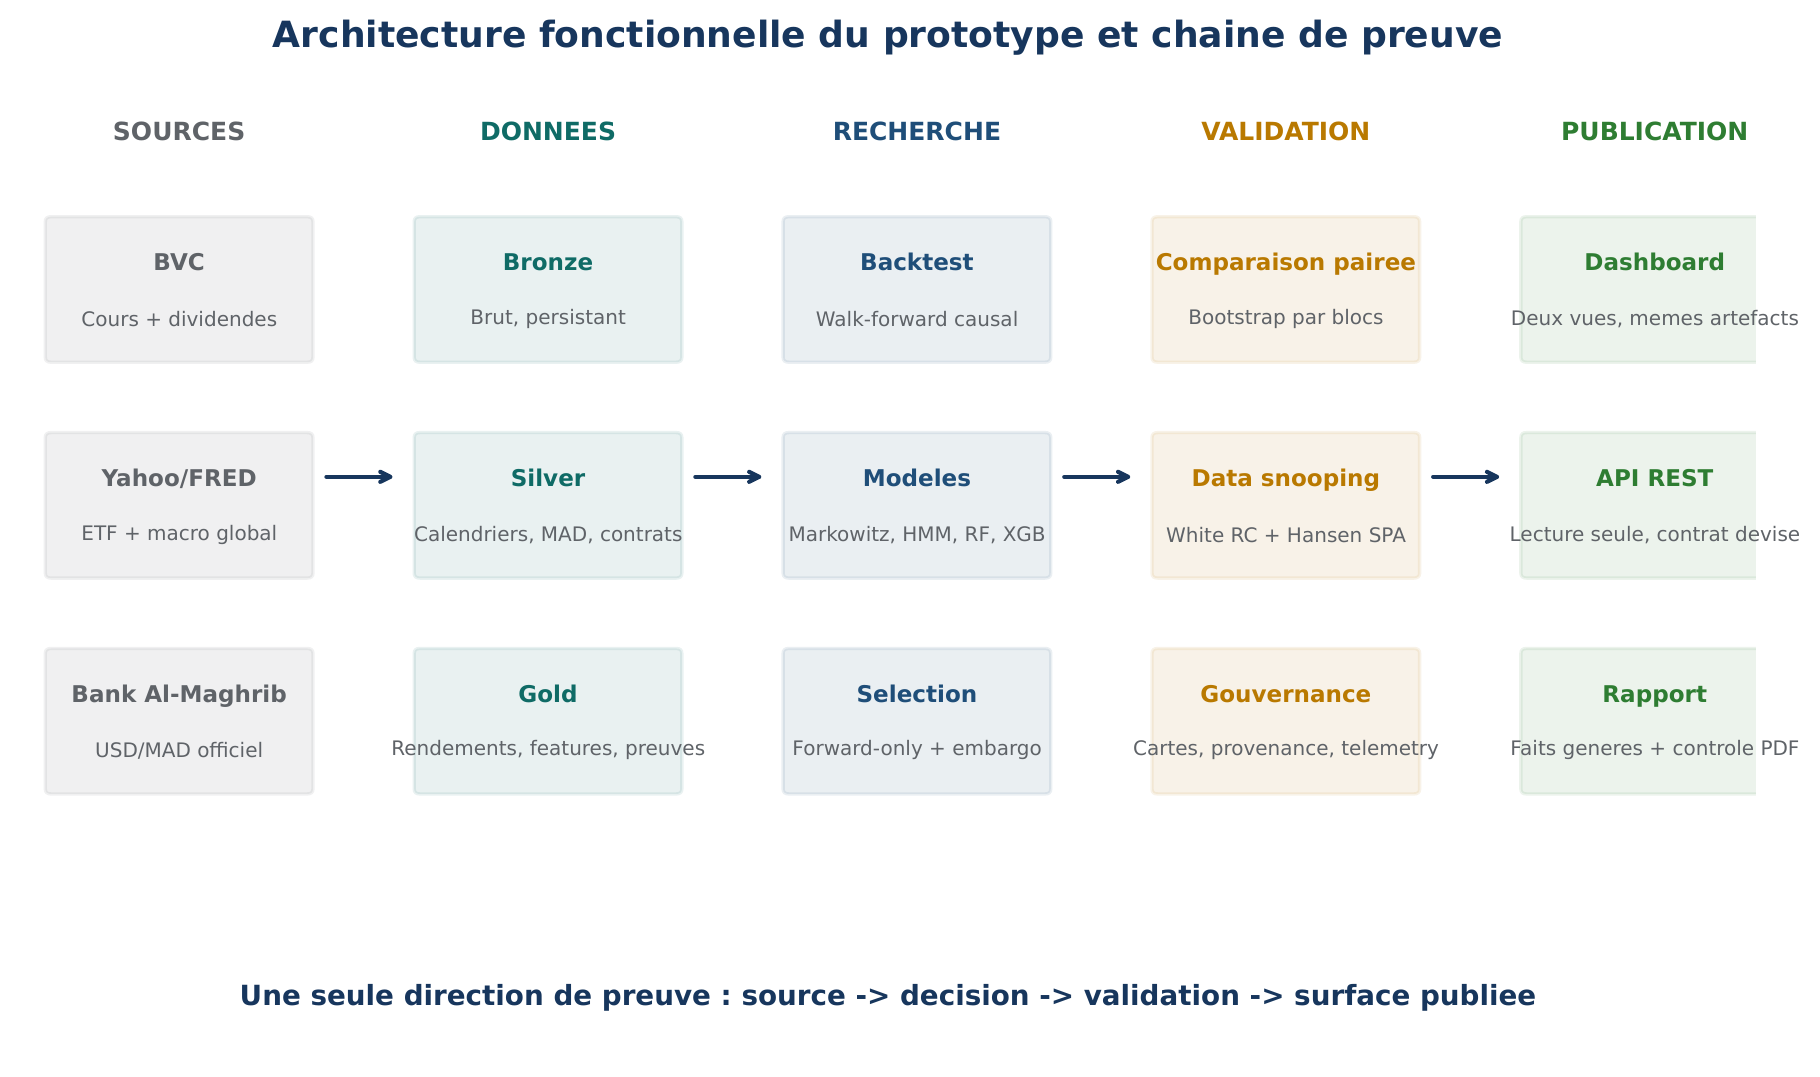 Architecture fonctionnelle du prototype et chaine de preuve
SOURCES
DONNEES
RECHERCHE
VALIDATION
PUBLICATION
BVC
Cours + dividendes
Bronze
Brut, persistant
Backtest
Walk-forward causal
Comparaison pairee
Bootstrap par blocs
Dashboard
Deux vues, memes artefacts
Yahoo/FRED
ETF + macro global
Silver
Calendriers, MAD, contrats
Modeles
Markowitz, HMM, RF, XGB
Data snooping
White RC + Hansen SPA
API REST
Lecture seule, contrat devise
Bank Al-Maghrib
USD/MAD officiel
Gold
Rendements, features, preuves
Selection
Forward-only + embargo
Gouvernance
Cartes, provenance, telemetry
Rapport
Faits generes + controle PDF
Une seule direction de preuve : source -> decision -> validation -> surface publiee